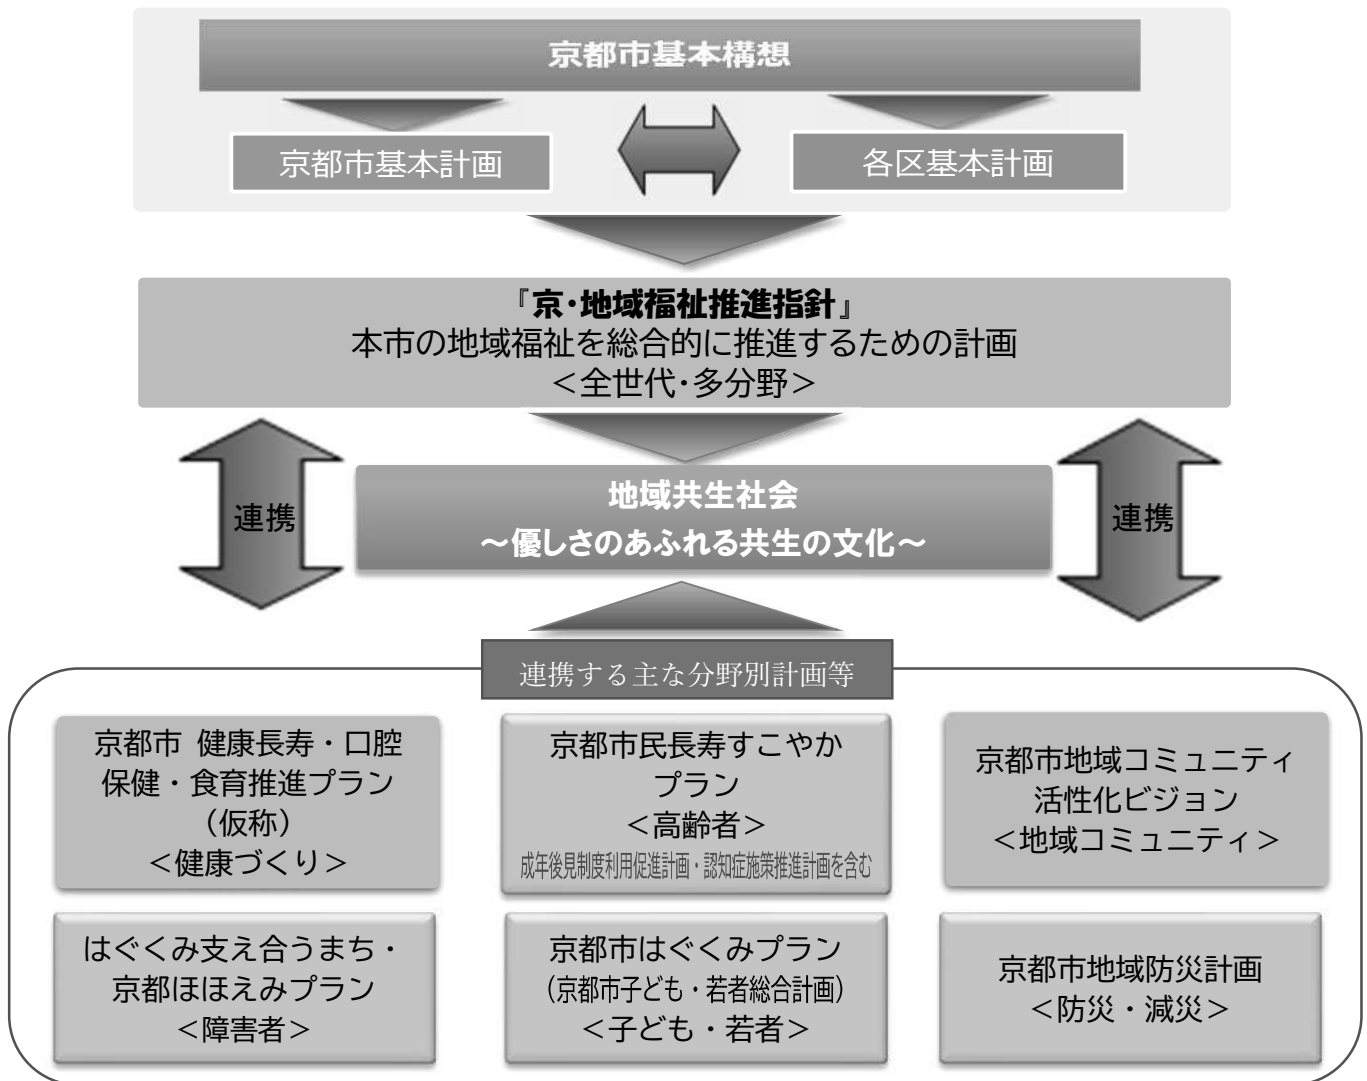 京都市基本構想
京都市基本計画
各区基本計画
『京・地域福祉推進指針』
本市の地域福祉を総合的に推進するための計画
＜全世代・多分野＞
連携
地域共生社会
～優しさのあふれる共生の文化～
連携
連携する主な分野別計画等
京都市 健康長寿・口腔
保健・食育推進プラン
（仮称）
＜健康づくり＞
京都市民長寿すこやか
プラン
＜高齢者＞
成年後見制度利用促進計画・認知症施策推進計画を含む
京都市地域コミュニティ
活性化ビジョン
＜地域コミュニティ＞
はぐくみ支え合うまち・
京都ほほえみプラン
＜障害者＞
京都市はぐくみプラン
（京都市子ども・若者総合計画）
＜子ども・若者＞
京都市地域防災計画
＜防災・減災＞